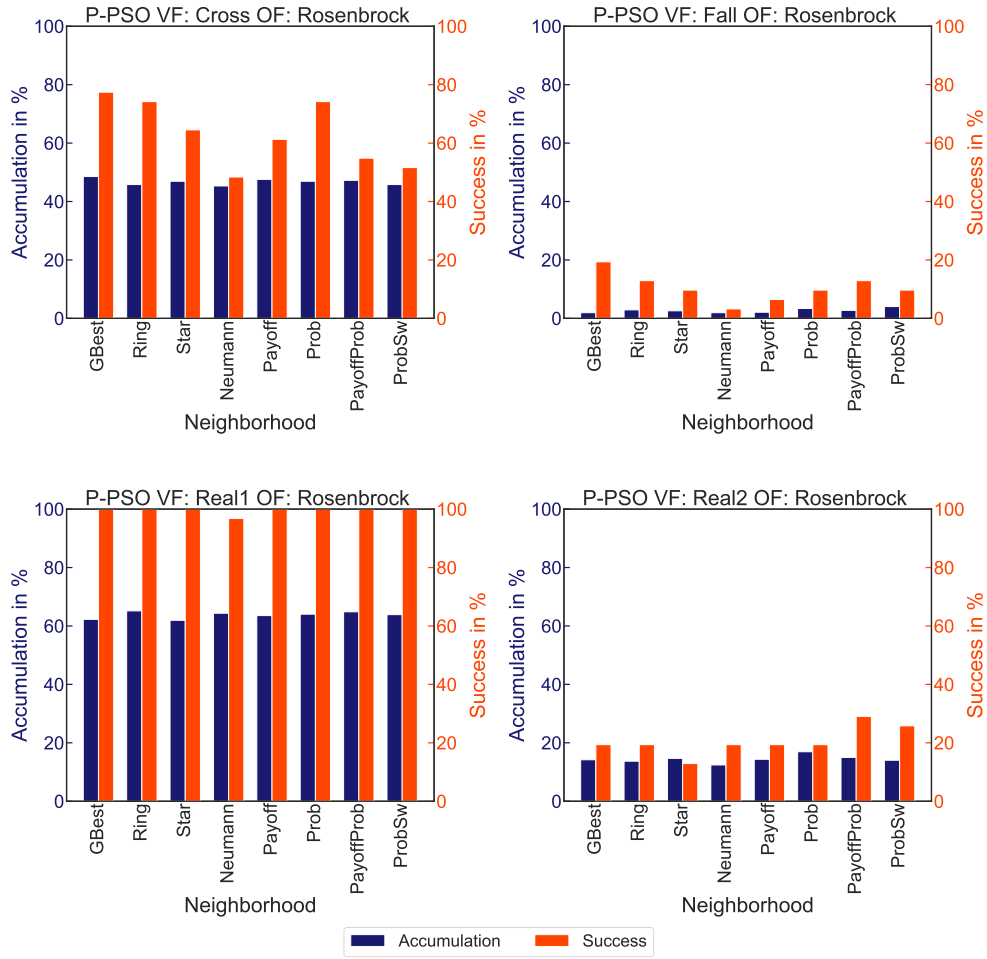 P-PSO VF: Cross OF: Rosenbrock
Accumulation in %
100
80
60
40
20
0
100
80
60
40
20
0
Success in %
GBest
Ring
Star
Neumann
Payoff
Prob
PayoffProb
ProbSw
Neighborhood
P-PSO VF: Fall OF: Rosenbrock
Accumulation in %
100
80
60
40
20
0
100
80
60
40
20
0
Success in %
GBest
Ring
Star
Neumann
Payoff
Prob
PayoffProb
ProbSw
Neighborhood
P-PSO VF: Real1 OF: Rosenbrock
Accumulation in %
100
80
60
40
20
0
100
80
60
40
20
0
Success in %
GBest
Ring
Star
Neumann
Payoff
Prob
PayoffProb
ProbSw
Neighborhood
P-PSO VF: Real2 OF: Rosenbrock
Accumulation in %
100
80
60
40
20
0
100
80
60
40
20
0
Success in %
GBest
Ring
Star
Neumann
Payoff
Prob
PayoffProb
ProbSw
Neighborhood
Accumulation
Success